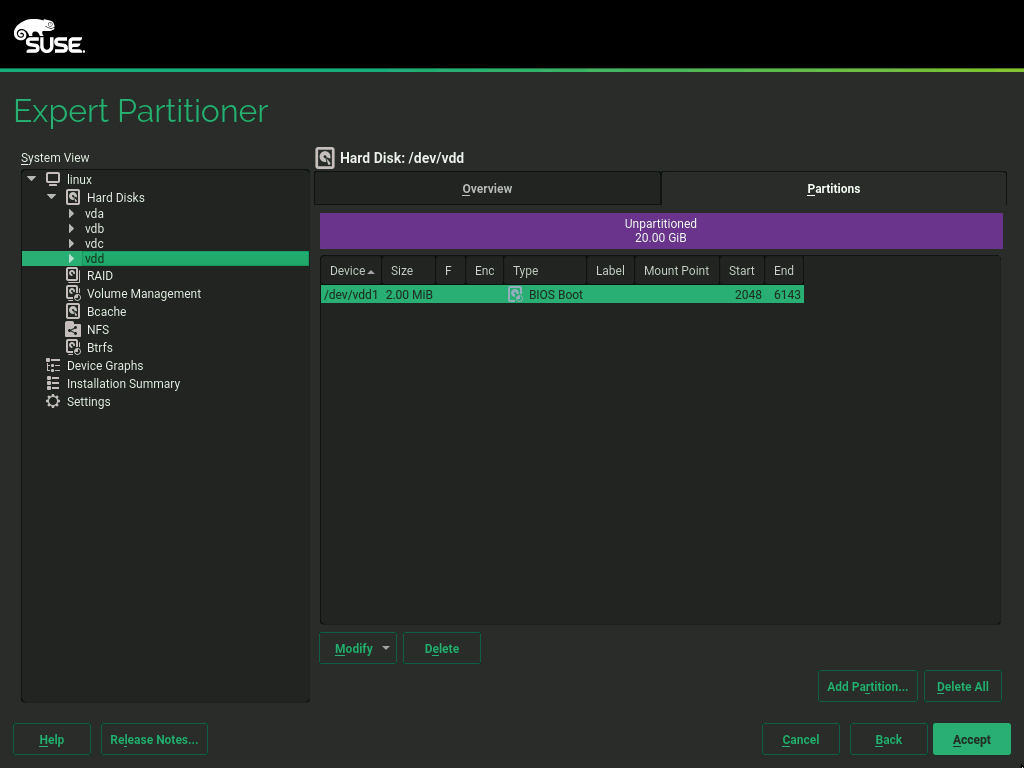 SUSE.
Expert Partitioner
System View
linux
Hard Disks
vda
vdb
vdc
vdd
RAID
Volume Management
Bcache
NFS
Btrfs
Device Graphs
Installation Summary
Settings
Hard Disk: /dev/vdd
Overview Partitions
Unpartitioned
20.00 GiB
Device Size F Enc Type Label Mount Point Start End
/dev/vdd1 2.00 MiB BIOS Boot 2048 6143
Modify Delete
Add Partition... Delete All
Help Release Notes... Cancel Back Accept